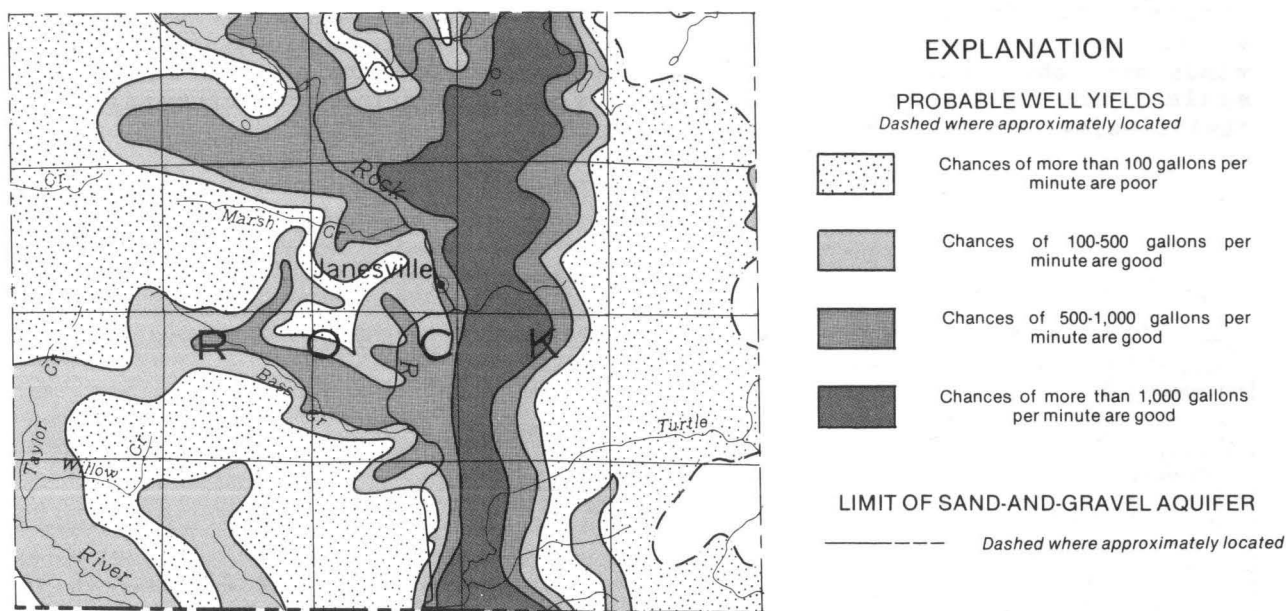 Cr.
Rock
Marsh
Cr.
Janesville
R O C K
R
Bass Cr
Cr.
Taylor
Willow
Cr.
Turtle
River
EXPLANATION
PROBABLE WELL YIELDS
Dashed where approximately located
Chances of more than 100 gallons per
minute are poor
Chances of 100-500 gallons per
minute are good
Chances of 500-1,000 gallons per
minute are good
Chances of more than 1,000 gallons
per minute are good
LIMIT OF SAND-AND-GRAVEL AQUIFER
Dashed where approximately located